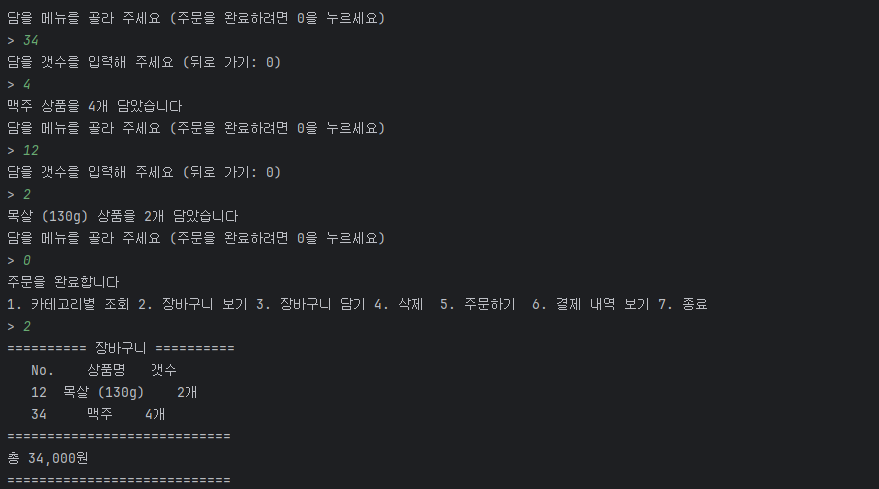 담을 메뉴를 골라 주세요 (주문을 완료하려면 0을 누르세요)
> 34
담을 갯수를 입력해 주세요 (뒤로 가기: 0)
> 4
맥주 상품을 4개 담았습니다
담을 메뉴를 골라 주세요 (주문을 완료하려면 0을 누르세요)
> 12
담을 갯수를 입력해 주세요 (뒤로 가기: 0)
> 2
목살 (130g) 상품을 2개 담았습니다
담을 메뉴를 골라 주세요 (주문을 완료하려면 0을 누르세요)
> 0
주문을 완료합니다
1. 카테고리별 조회 2. 장바구니 보기 3. 장바구니 담기 4. 삭제  5. 주문하기  6. 결제 내역 보기 7. 종료
> 2
========== 장바구니 ==========
   No.    상품명   갯수
   12  목살 (130g)    2개
   34     맥주    4개
============================
총 34,000원
============================